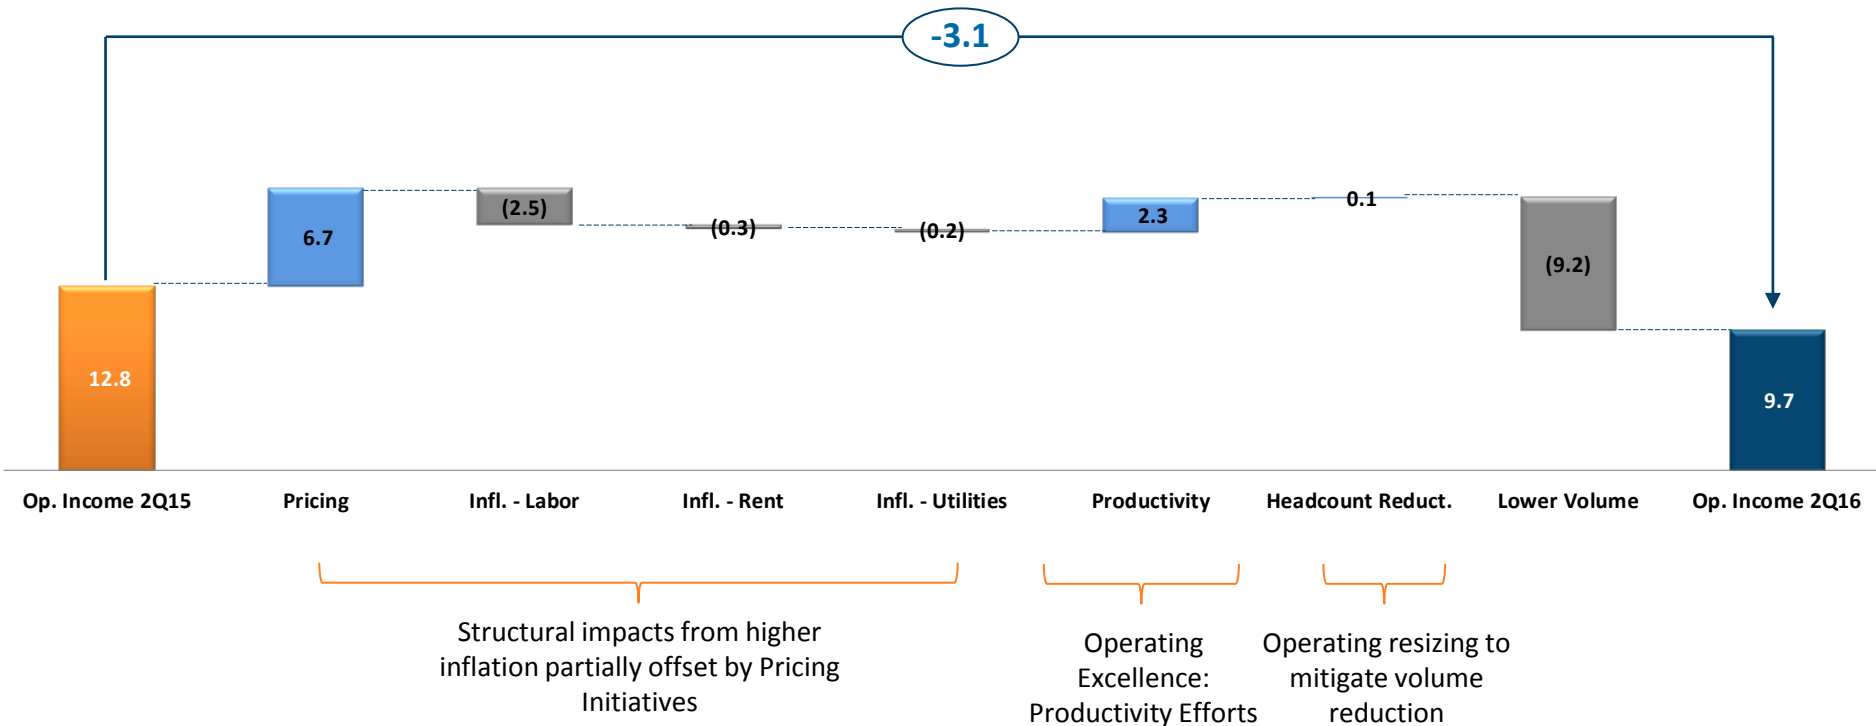 -3.1
12.8
6.7
(2.5)
(0.3)
(0.2)
2.3
0.1
(9.2)
9.7
Op. Income 2Q15
Pricing
Infl. - Labor
Infl. - Rent
Infl. - Utilities
Productivity
Headcount Reduct.
Lower Volume
Op. Income 2Q16
Structural impacts from higher
inflation partially offset by Pricing
Initiatives
Operating
Excellence:
Productivity Efforts
Operating resizing to
mitigate volume
reduction